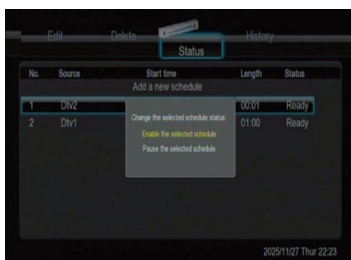 Edit Delete Status History
No. Source Start time Length Status
Add a new schedule
1 Dtv2 00:01 Ready
2 Dtv1 01:00 Ready
Change the selected schedule status:
Enable the selected schedule
Pause the selected schedule
2025/11/27 Thur 22:23